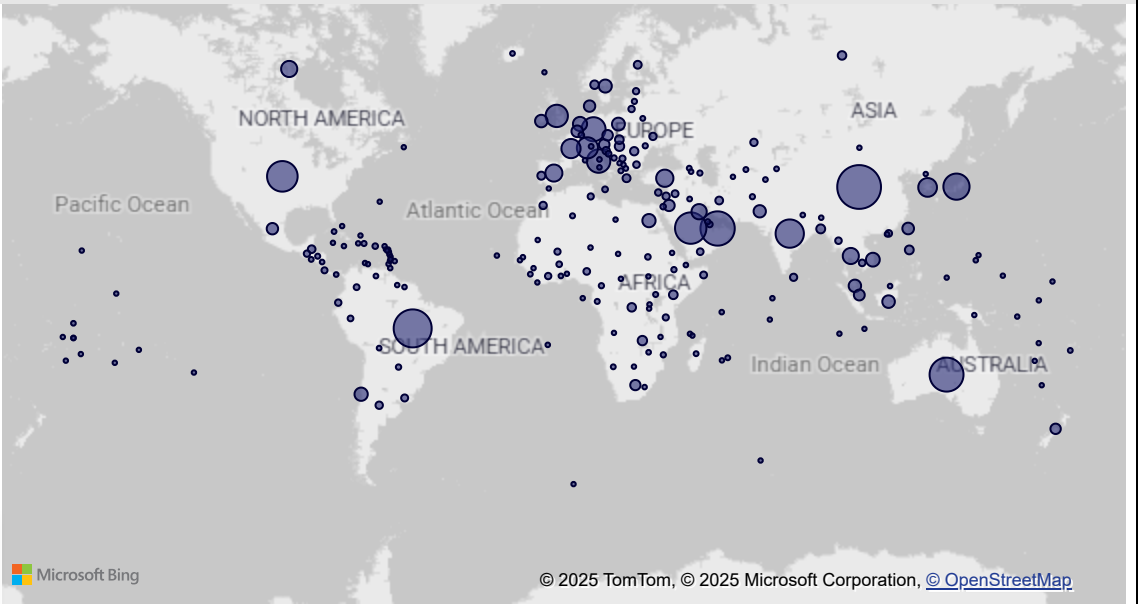 NORTH AMERICA
ASIA
EUROPE
Pacific Ocean
Atlantic Ocean
AFRICA
SOUTH AMERICA
Indian Ocean
AUSTRALIA
Microsoft Bing
© 2025 TomTom, © 2025 Microsoft Corporation, © OpenStreetMap